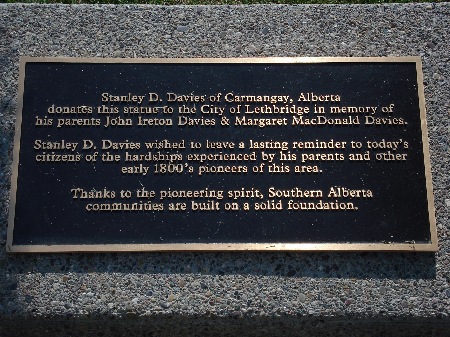 Stanley D. Davies of Carmangay, Alberta
donates this statue to the City of Lethbridge in memory of
his parents John Ireton Davies & Margaret MacDonald Davies.
Stanley D. Davies wished to leave a lasting reminder to today's
citizens of the hardships experienced by his parents and other
early 1800's pioneers of this area.
Thanks to the pioneering spirit, Southern Alberta
communities are built on a solid foundation.